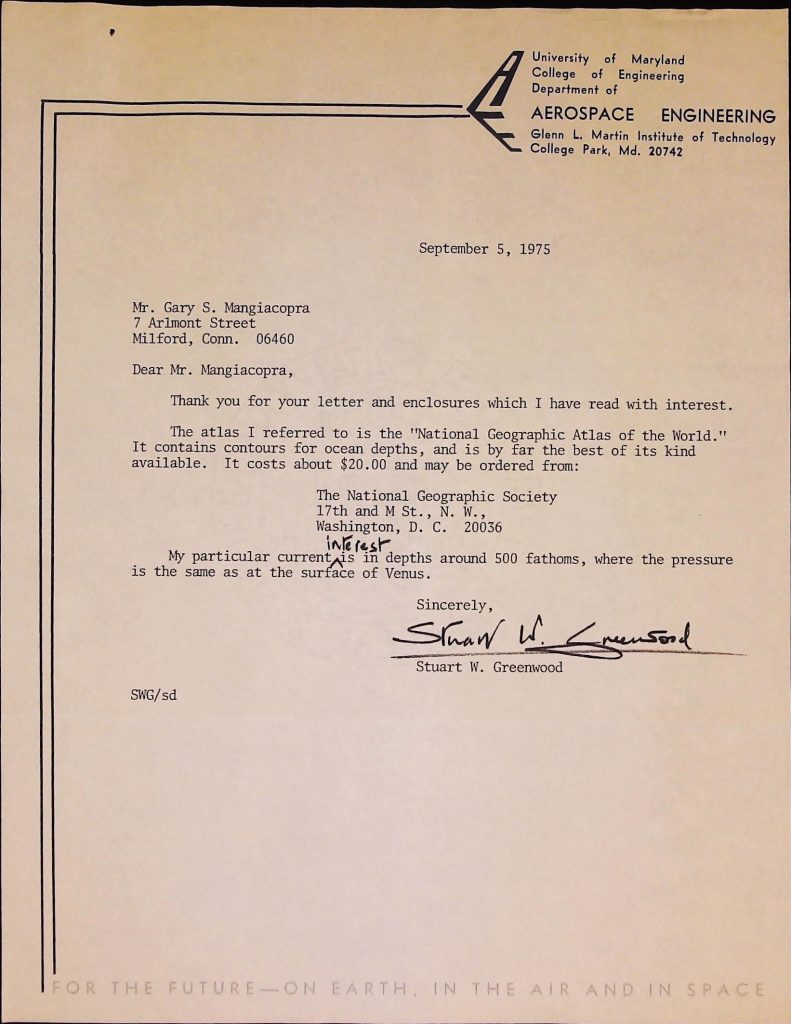 University of Maryland
College of Engineering
Department of
AEROSPACE ENGINEERING
Glenn L. Martin Institute of Technology
College Park, Md. 20742
September 5, 1975
Mr. Gary S. Mangiacopra
7 Arlmont Street
Milford, Conn. 06460
Dear Mr. Mangiacopra,
Thank you for your letter and enclosures which I have read with interest.
The atlas I referred to is the "National Geographic Atlas of the World."
It contains contours for ocean depths, and is by far the best of its kind
available. It costs about $20.00 and may be ordered from:
The National Geographic Society
17th and M St., N. W.,
Washington, D. C. 20036
interest
My particular current is in depths around 500 fathoms, where the pressure
is the same as at the surface of Venus.
Sincerely,
Stuart W. Greenwood
Stuart W. Greenwood
SWG/sd
FOR THE FUTURE—ON EARTH, IN THE AIR AND IN SPACE